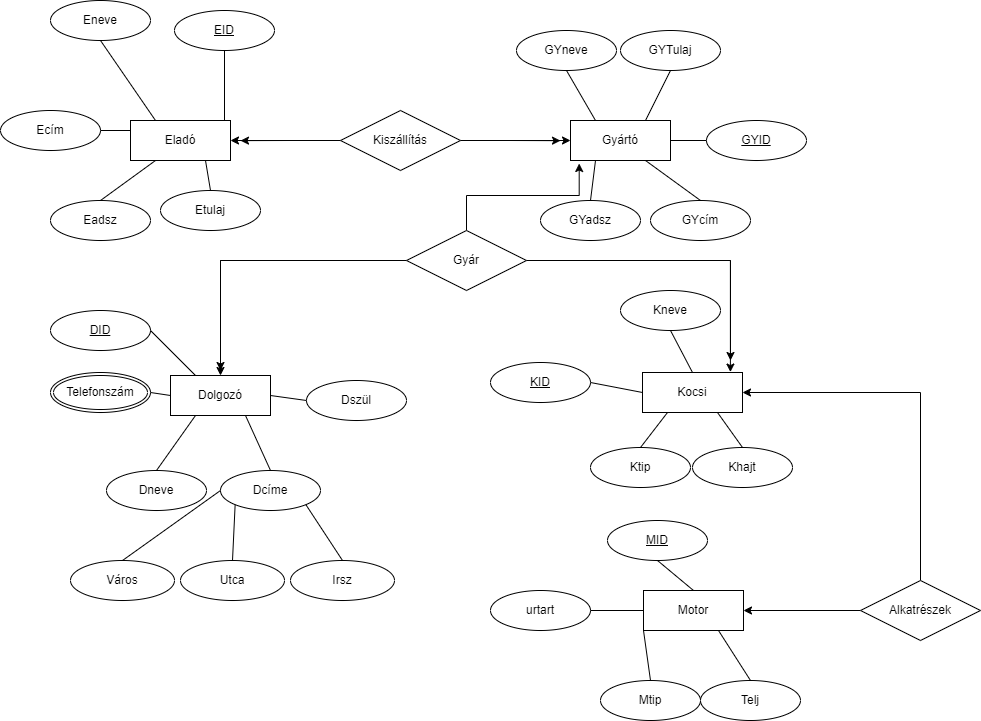 Eneve
EID
GYneve
GYTulaj
Ecím
Eladó
Kiszállítás
Gyártó
GYID
Eadsz
Etulaj
GYadsz
GYcím
Gyár
Kneve
DID
Telefonszám
Dolgozó
Dszül
KID
Kocsi
Ktip
Khajt
Dneve
Dcíme
MID
Város
Utca
Irsz
urtart
Motor
Alkatrészek
Mtip
Telj